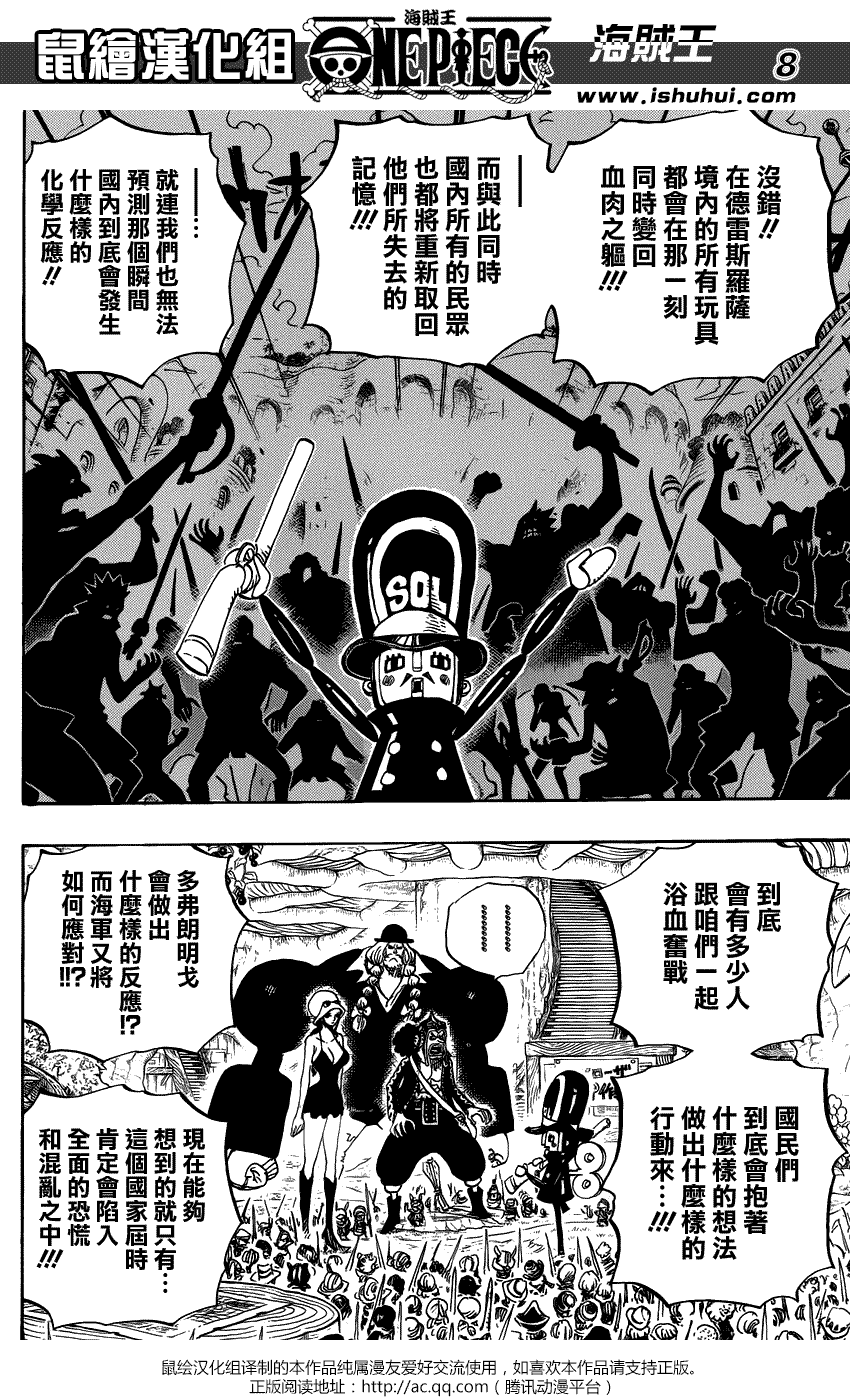 鼠繪漢化組
海賊王
ONE PIECE
海賊王
8
www.ishuhui.com
沒錯!!
在德雷斯羅薩
境內的所有玩具
都會在那一刻
同時變回
血肉之軀!!!
——
而與此同時
國內所有的民眾
也都將重新取回
他們所失去的
記憶!!!
——…
就連我們也無法
預測那個瞬間
國內到底會發生
什麼樣的
化學反應!!
ウオ
SOL
到底
會有多少人
跟咱們一起
浴血奮戰
國民們
到底會抱著
什麼樣的想法
做出什麼樣的
行動來…!!!
………
………
多弗朗明戈
會做出
什麼樣的反應!?
而海軍又將
如何應對!!?
現在能夠
想到的就只有…
這個國家屆時
肯定會陷入
全面的恐慌
和混亂之中!!!
鼠绘汉化组译制的本作品纯属漫友爱好交流使用，如喜欢本作品请支持正版。
正版阅读地址：http://ac.qq.com（腾讯动漫平台）